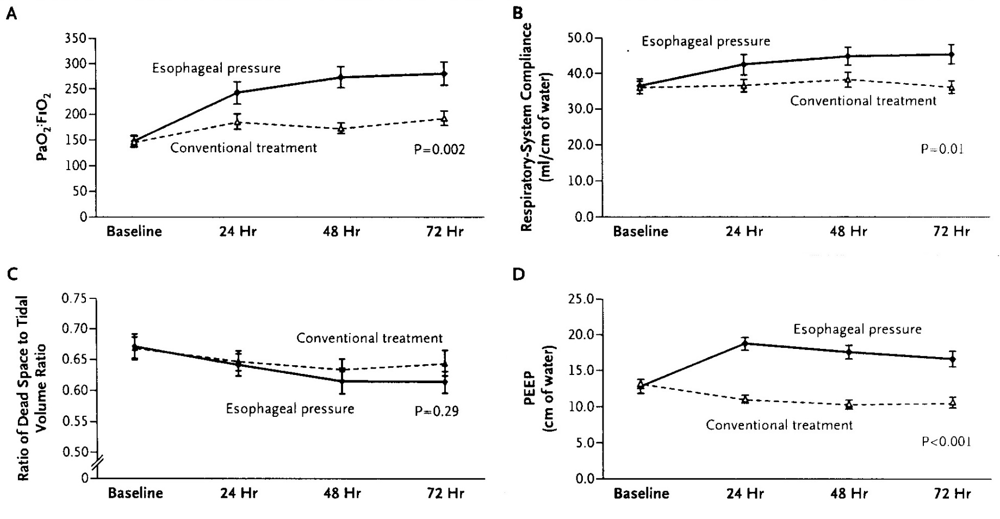 A
350
300
250
200
150
100
50
0
PaO2:FIO2
Esophageal pressure
Conventional treatment
P=0.002
Baseline 24 Hr 48 Hr 72 Hr
B
50.0
40.0
30.0
20.0
10.0
0.0
Respiratory-System Compliance
(ml/cm of water)
Esophageal pressure
Conventional treatment
P=0.01
Baseline 24 Hr 48 Hr 72 Hr
C
0.75
0.70
0.65
0.60
0.55
0.50
0
Ratio of Dead Space to Tidal
Volume Ratio
Conventional treatment
Esophageal pressure
P=0.29
Baseline 24 Hr 48 Hr 72 Hr
D
25.0
20.0
15.0
10.0
5.0
0.0
PEEP
(cm of water)
Esophageal pressure
Conventional treatment
P<0.001
Baseline 24 Hr 48 Hr 72 Hr